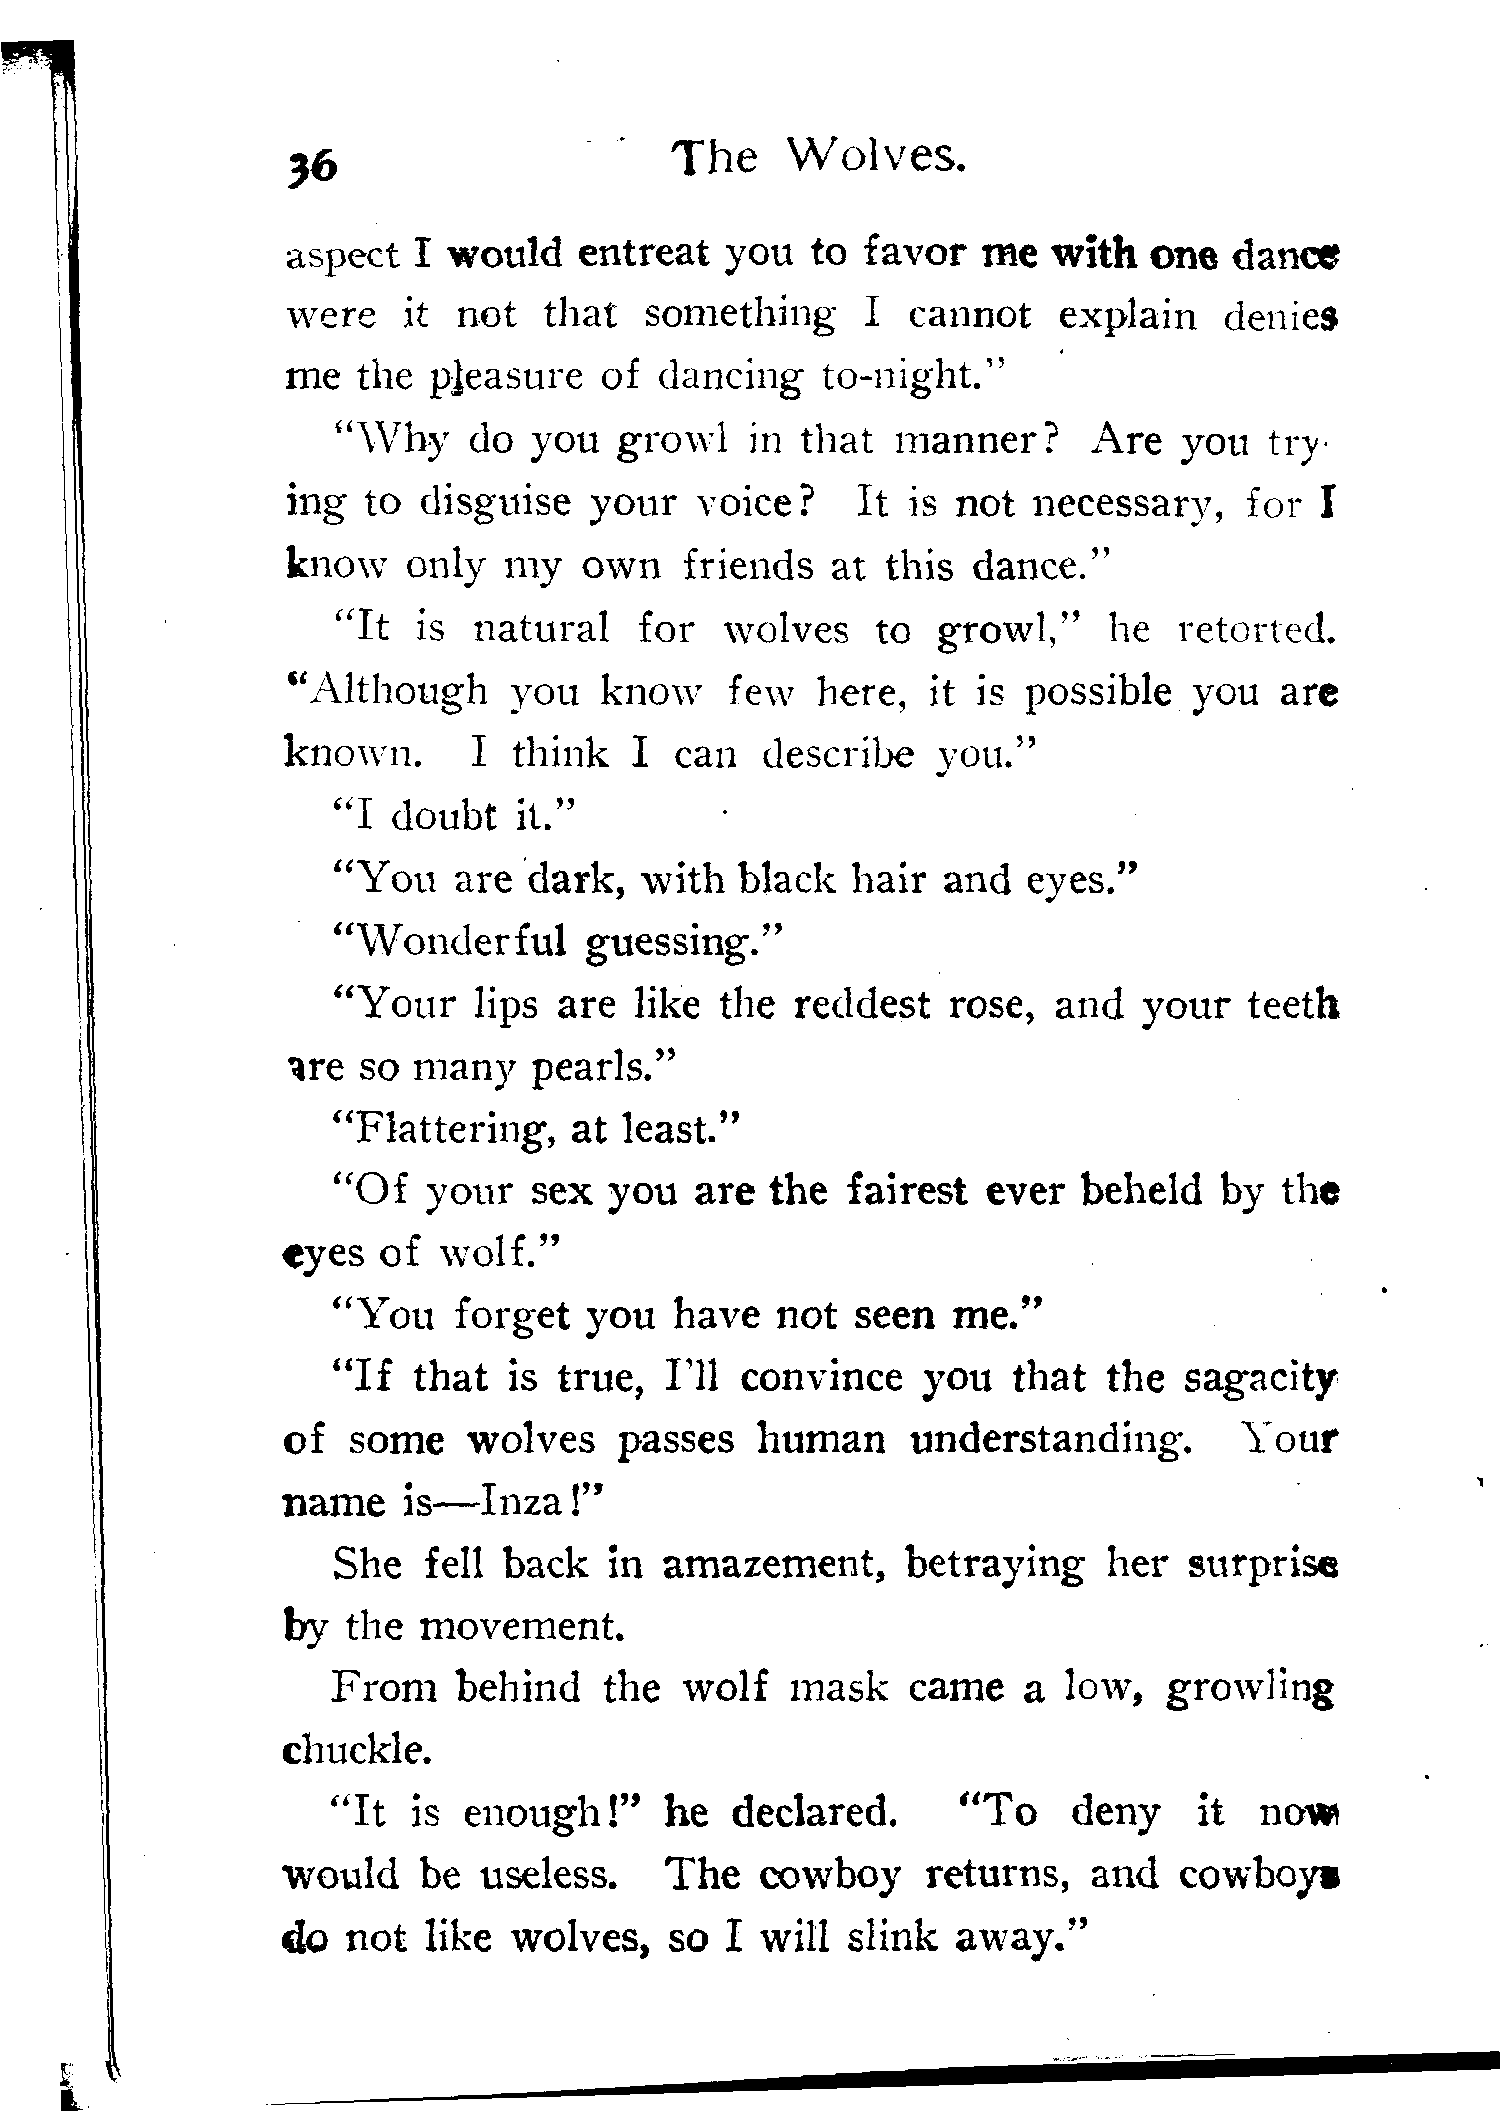 36 The Wolves.
aspect I would entreat you to favor me with one dance
were it not that something I cannot explain denies
me the pleasure of dancing to-night."
"Why do you growl in that manner? Are you try-
ing to disguise your voice? It is not necessary, for I
know only my own friends at this dance."
"It is natural for wolves to growl," he retorted.
"Although you know few here, it is possible you are
known. I think I can describe you."
"I doubt it."
"You are dark, with black hair and eyes."
"Wonderful guessing."
"Your lips are like the reddest rose, and your teeth
are so many pearls."
"Flattering, at least."
"Of your sex you are the fairest ever beheld by the
eyes of wolf."
"You forget you have not seen me."
"If that is true, I'll convince you that the sagacity
of some wolves passes human understanding. Your
name is—Inza!"
She fell back in amazement, betraying her surprise
by the movement.
From behind the wolf mask came a low, growling
chuckle.
"It is enough!" he declared. "To deny it now
would be useless. The cowboy returns, and cowboys
do not like wolves, so I will slink away."